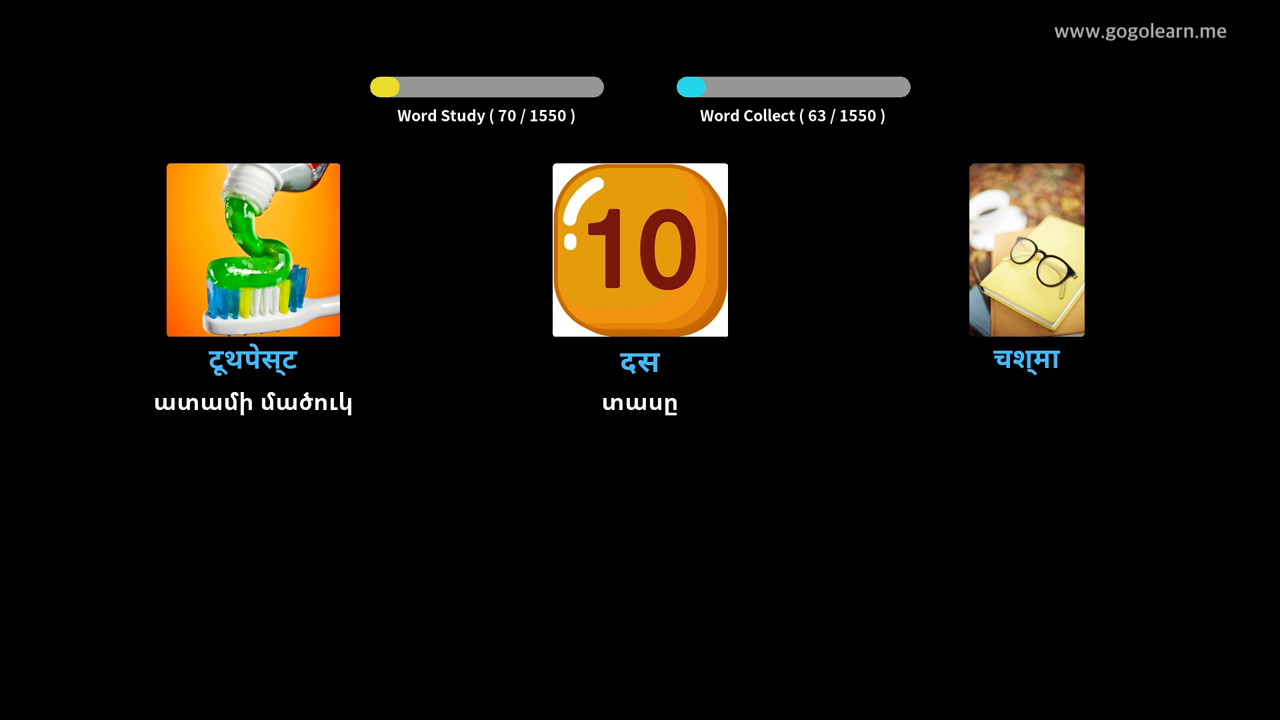 www.gogolearn.me
Word Study ( 70 / 1550 )
Word Collect ( 63 / 1550 )
10
टूथपेस्ट
दस
चश्मा
ատամի մածուկ
տասը